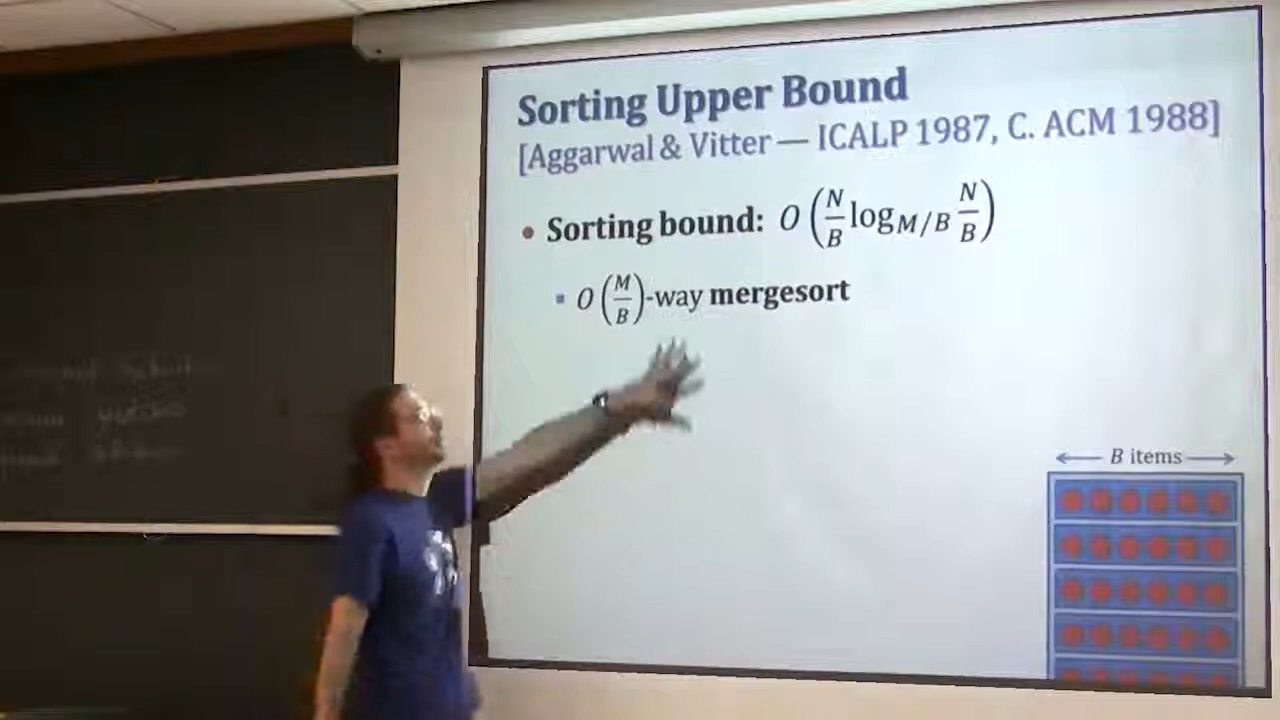 Sorting Upper Bound
[Aggarwal & Vitter — ICALP 1987, C. ACM 1988]
• Sorting bound: O(N/B log_{M/B} N/B)
▪ O(M/B)-way mergesort
B items